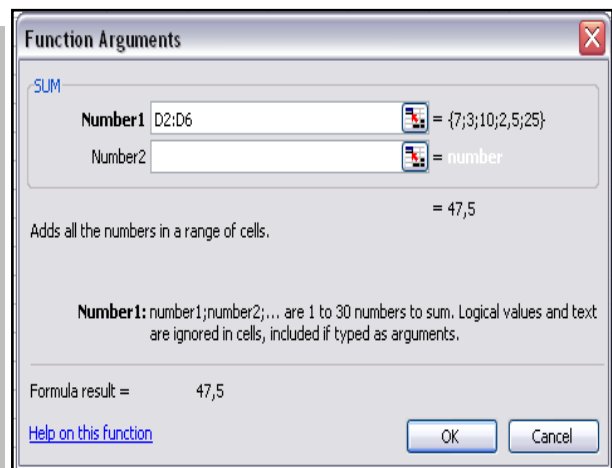 Function Arguments
SUM
Number1 D2:D6 = {7;3;10;2,5;25}
Number2 = number
= 47,5
Adds all the numbers in a range of cells.
Number1: number1;number2;... are 1 to 30 numbers to sum. Logical values and text
are ignored in cells, included if typed as arguments.
Formula result = 47,5
Help on this function OK Cancel